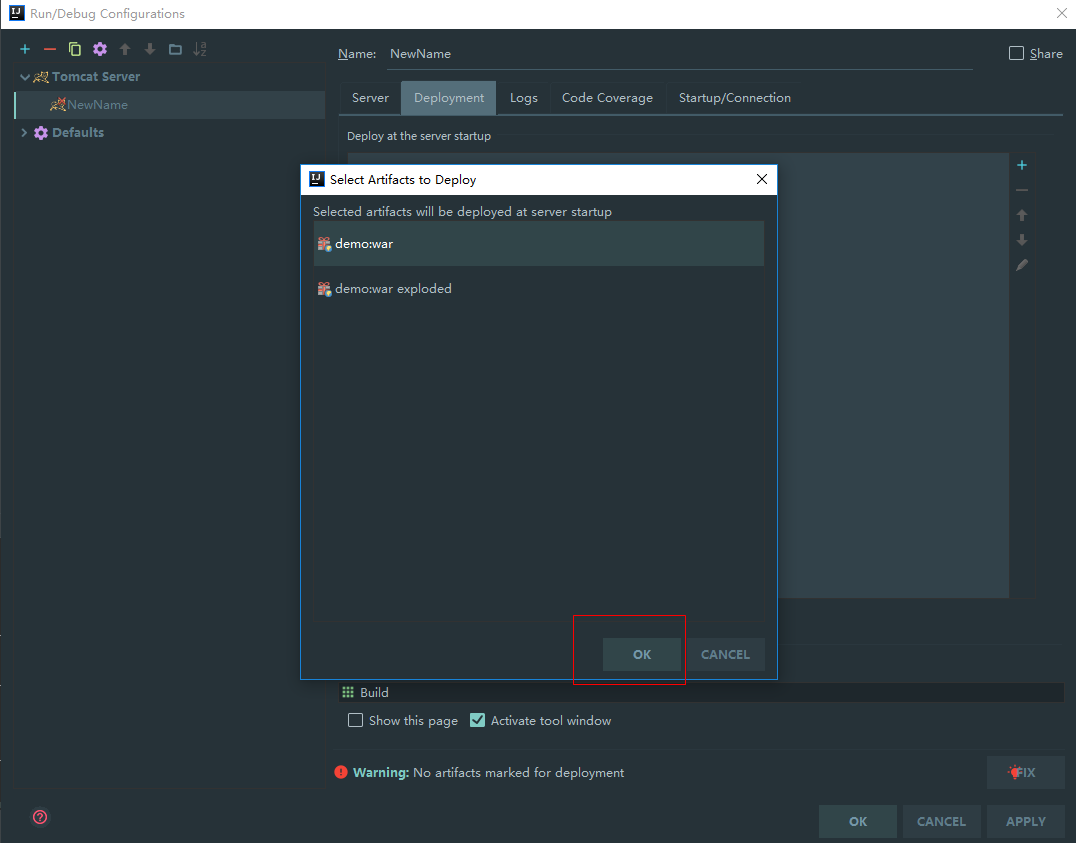 Run/Debug Configurations
Tomcat Server
NewName
Defaults
Name: NewName
Share
Server Deployment Logs Code Coverage Startup/Connection
Deploy at the server startup
Select Artifacts to Deploy
Selected artifacts will be deployed at server startup
demo:war
demo:war exploded
OK CANCEL
Build
Show this page Activate tool window
Warning: No artifacts marked for deployment
FIX
OK CANCEL APPLY